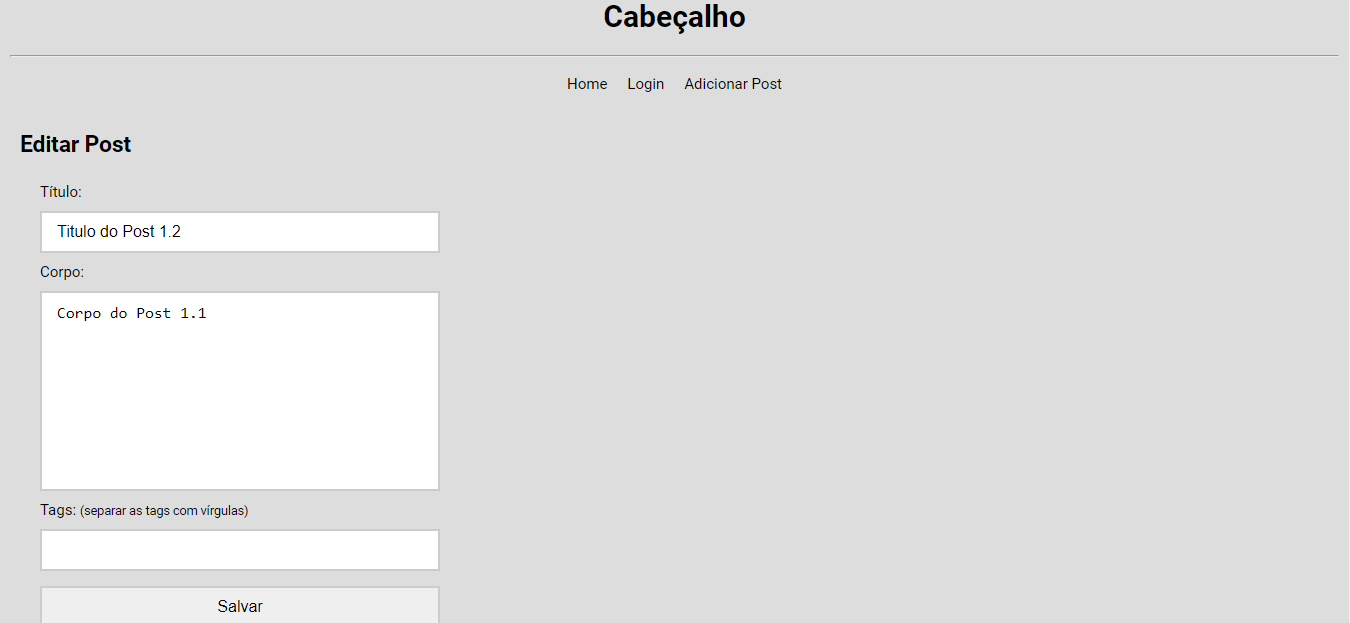 Cabeçalho
Home Login Adicionar Post
Editar Post
Título:
Titulo do Post 1.2
Corpo:
Corpo do Post 1.1
Tags: (separar as tags com vírgulas)
Salvar